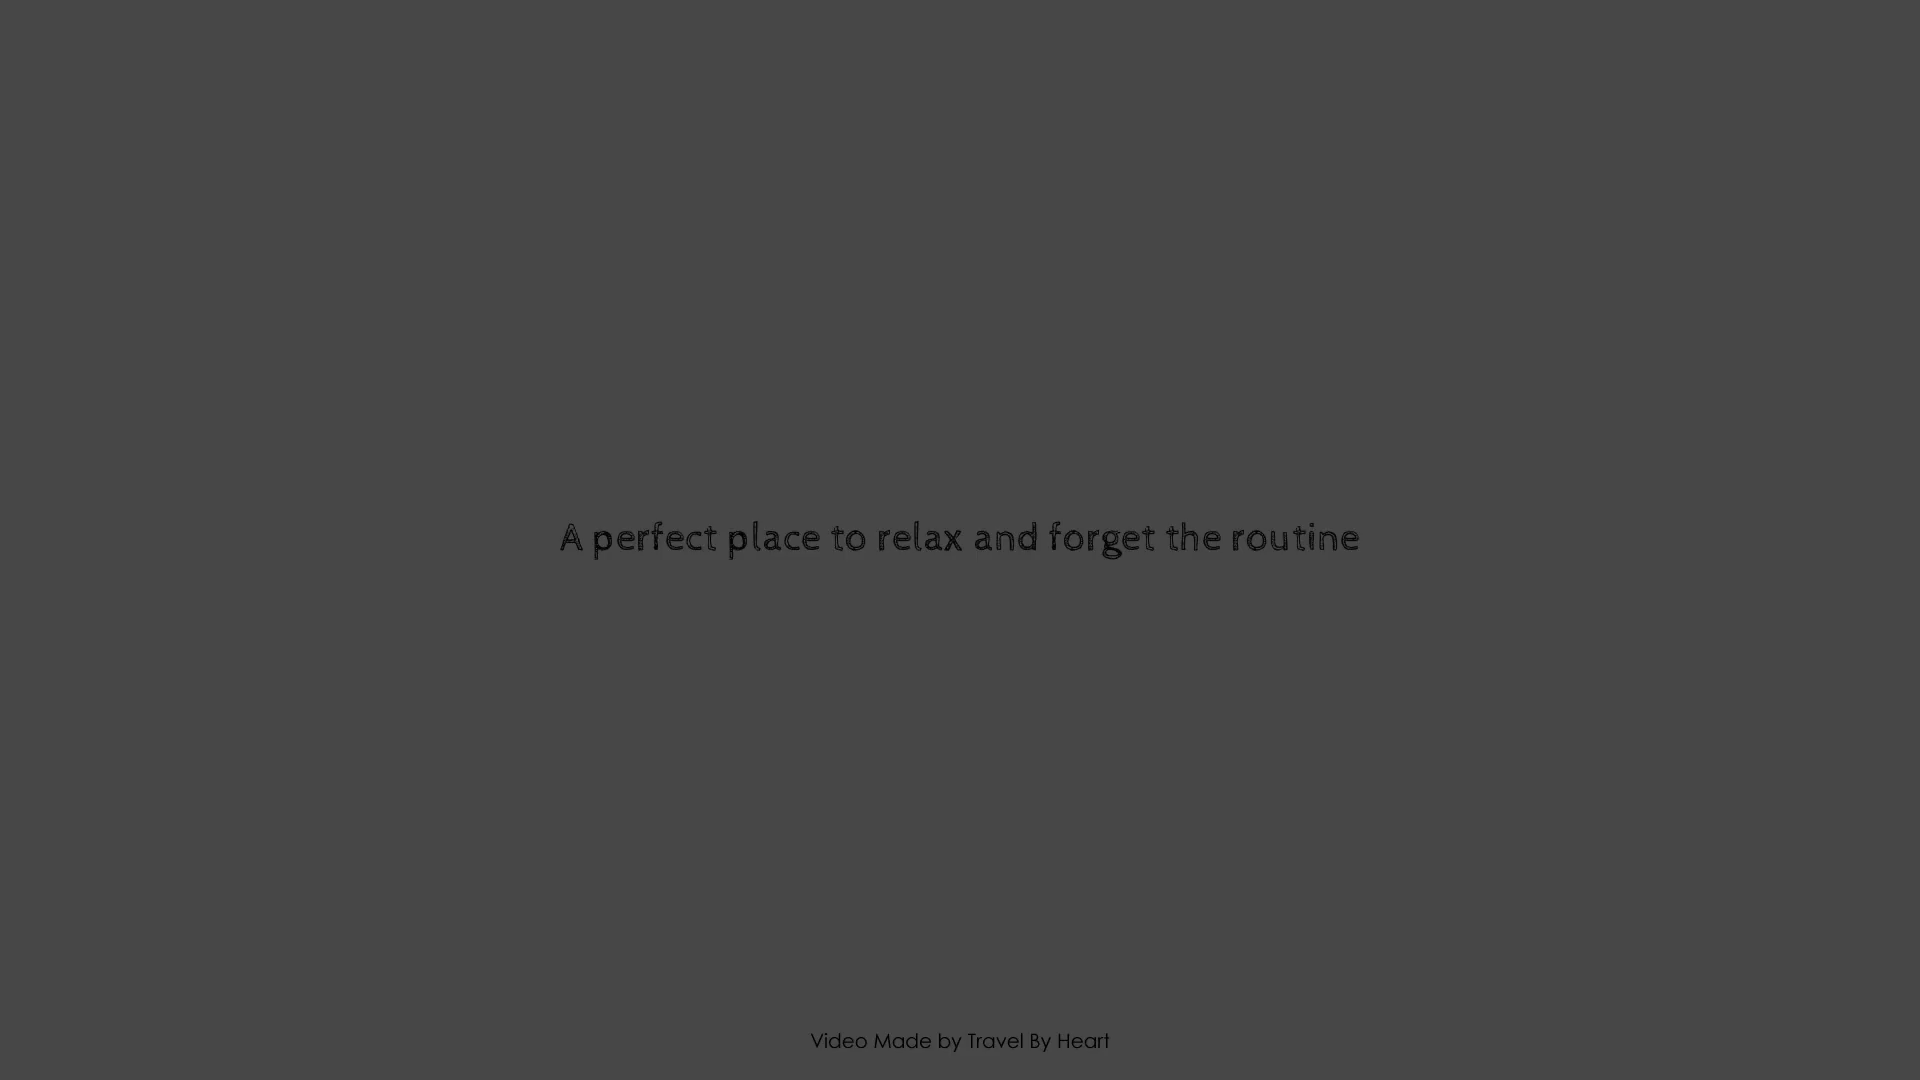 A perfect place to relax and forget the routine
Video Made by Travel By Heart